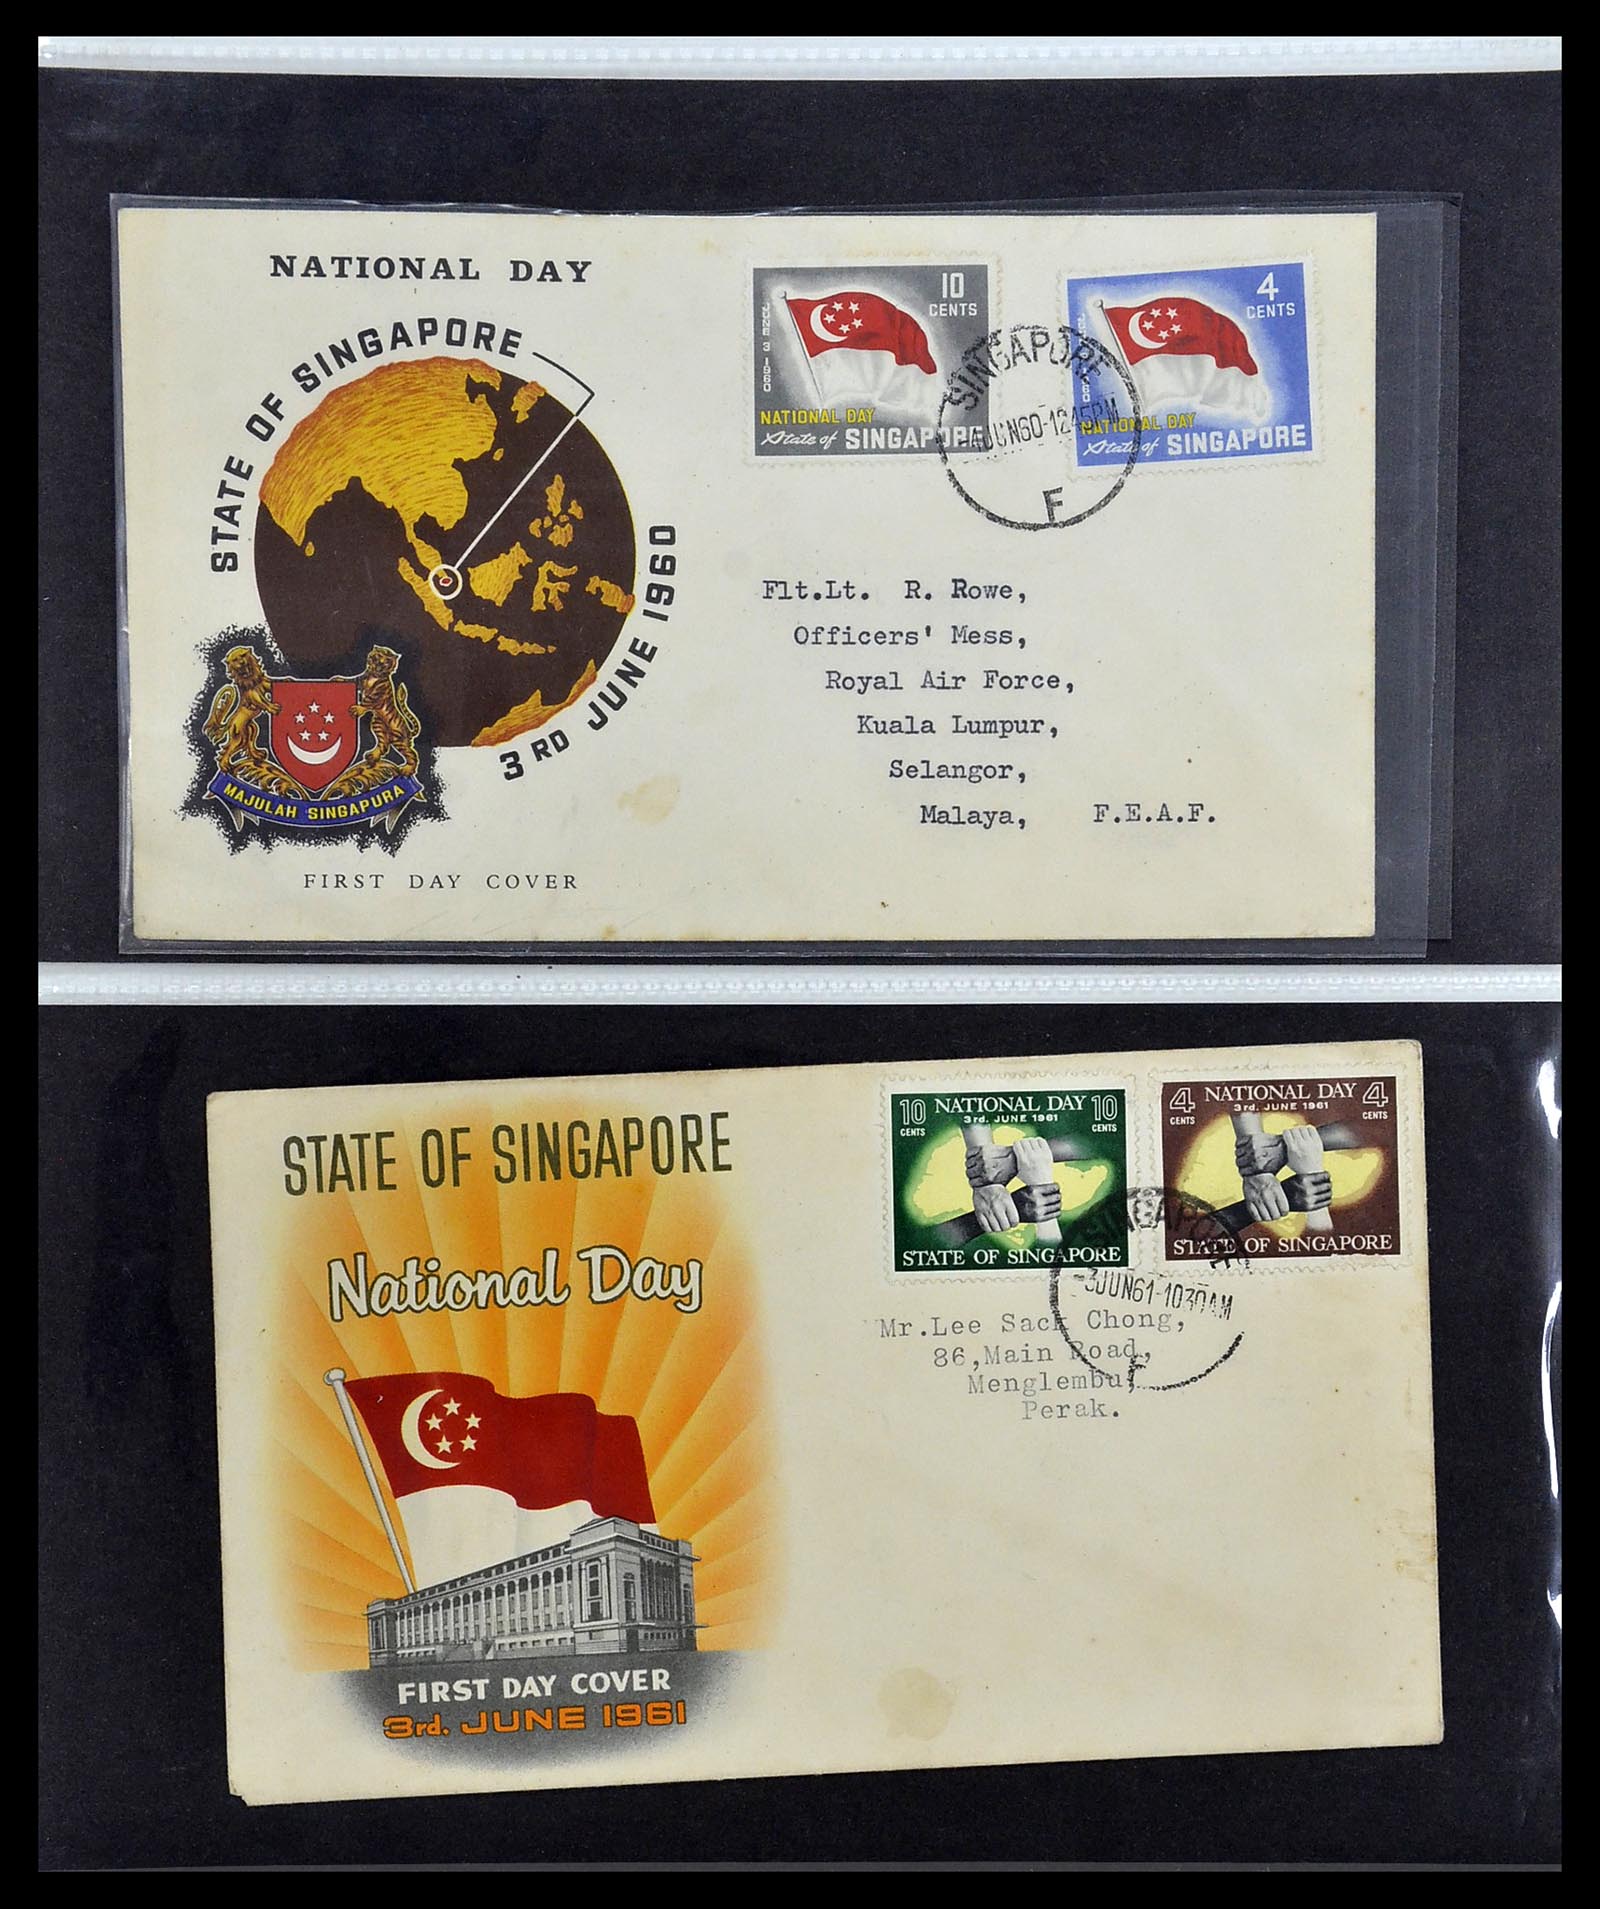 NATIONAL DAY
STATE OF SINGAPORE
3RD JUNE 1960
MAJULAH SINGAPURA
FIRST DAY COVER
10
CENTS
JUNE 3 1960
NATIONAL DAY
State of SINGAPORE
4
CENTS
NATIONAL DAY
State of SINGAPORE
SINGAPORE
-4JUN60-1245PM
F
Flt.Lt. R. Rowe,
Officers' Mess,
Royal Air Force,
Kuala Lumpur,
Selangor,
Malaya, F.E.A.F.
STATE OF SINGAPORE
National Day
FIRST DAY COVER
3rd. JUNE 1961
10 NATIONAL DAY 10
CENTS 3rd. JUNE 1961 CENTS
STATE OF SINGAPORE
4 NATIONAL DAY 4
CENTS 3rd. JUNE 1961 CENTS
STATE OF SINGAPORE
SINGAPORE
-3JUN61-1030AM
F
Mr.Lee Sack Chong,
86,Main Road,
Menglembu,
Perak.